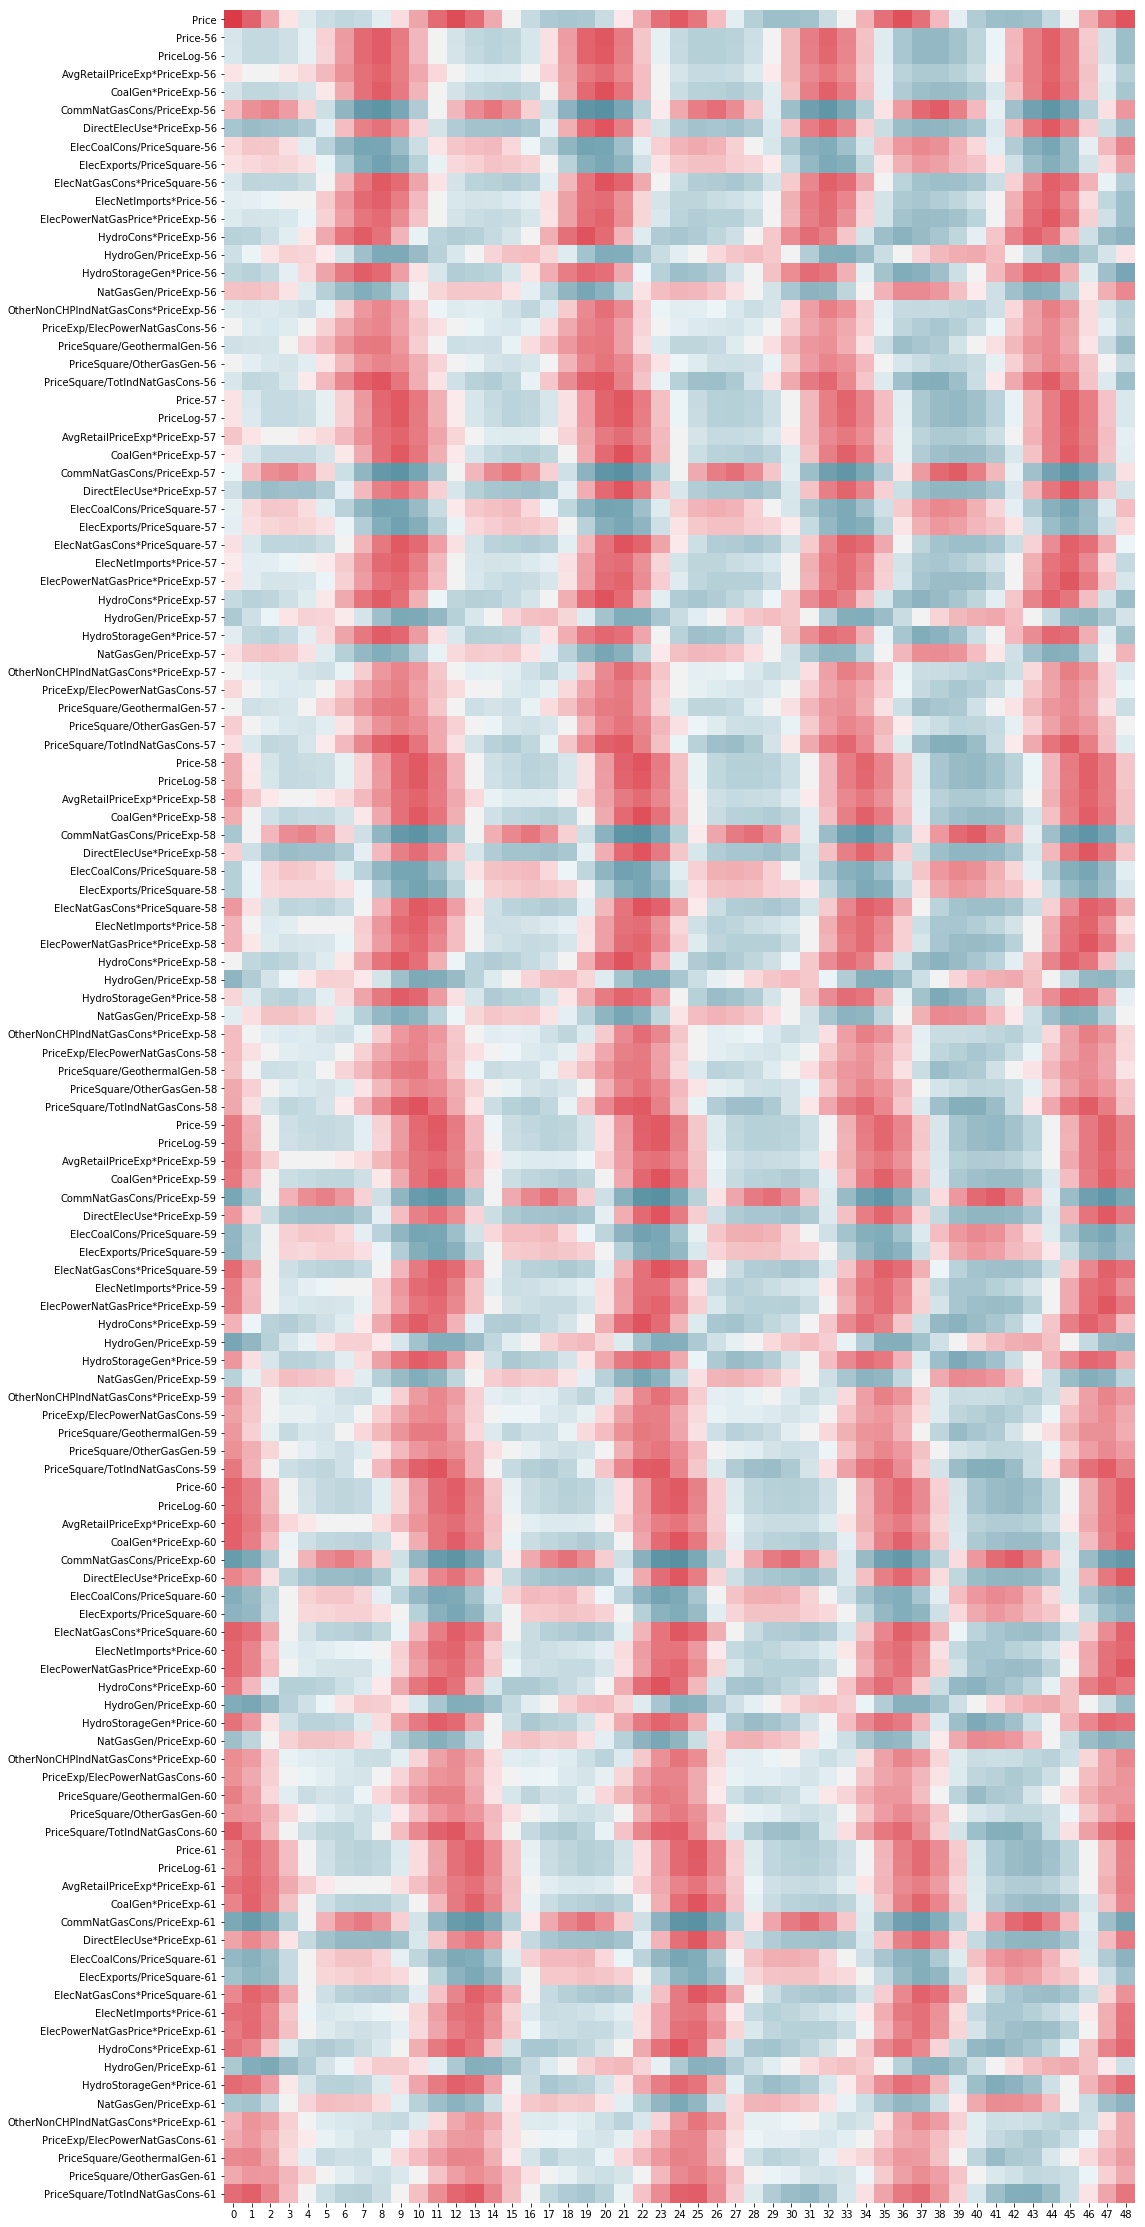 Price
Price-56
PriceLog-56
AvgRetailPriceExp*PriceExp-56
CoalGen*PriceExp-56
CommNatGasCons/PriceExp-56
DirectElecUse*PriceExp-56
ElecCoalCons/PriceSquare-56
ElecExports/PriceSquare-56
ElecNatGasCons*PriceSquare-56
ElecNetImports*Price-56
ElecPowerNatGasPrice*PriceExp-56
HydroCons*PriceExp-56
HydroGen/PriceExp-56
HydroStorageGen*Price-56
NatGasGen/PriceExp-56
OtherNonCHPIndNatGasCons*PriceExp-56
PriceExp/ElecPowerNatGasCons-56
PriceSquare/GeothermalGen-56
PriceSquare/OtherGasGen-56
PriceSquare/TotIndNatGasCons-56
Price-57
PriceLog-57
AvgRetailPriceExp*PriceExp-57
CoalGen*PriceExp-57
CommNatGasCons/PriceExp-57
DirectElecUse*PriceExp-57
ElecCoalCons/PriceSquare-57
ElecExports/PriceSquare-57
ElecNatGasCons*PriceSquare-57
ElecNetImports*Price-57
ElecPowerNatGasPrice*PriceExp-57
HydroCons*PriceExp-57
HydroGen/PriceExp-57
HydroStorageGen*Price-57
NatGasGen/PriceExp-57
OtherNonCHPIndNatGasCons*PriceExp-57
PriceExp/ElecPowerNatGasCons-57
PriceSquare/GeothermalGen-57
PriceSquare/OtherGasGen-57
PriceSquare/TotIndNatGasCons-57
Price-58
PriceLog-58
AvgRetailPriceExp*PriceExp-58
CoalGen*PriceExp-58
CommNatGasCons/PriceExp-58
DirectElecUse*PriceExp-58
ElecCoalCons/PriceSquare-58
ElecExports/PriceSquare-58
ElecNatGasCons*PriceSquare-58
ElecNetImports*Price-58
ElecPowerNatGasPrice*PriceExp-58
HydroCons*PriceExp-58
HydroGen/PriceExp-58
HydroStorageGen*Price-58
NatGasGen/PriceExp-58
OtherNonCHPIndNatGasCons*PriceExp-58
PriceExp/ElecPowerNatGasCons-58
PriceSquare/GeothermalGen-58
PriceSquare/OtherGasGen-58
PriceSquare/TotIndNatGasCons-58
Price-59
PriceLog-59
AvgRetailPriceExp*PriceExp-59
CoalGen*PriceExp-59
CommNatGasCons/PriceExp-59
DirectElecUse*PriceExp-59
ElecCoalCons/PriceSquare-59
ElecExports/PriceSquare-59
ElecNatGasCons*PriceSquare-59
ElecNetImports*Price-59
ElecPowerNatGasPrice*PriceExp-59
HydroCons*PriceExp-59
HydroGen/PriceExp-59
HydroStorageGen*Price-59
NatGasGen/PriceExp-59
OtherNonCHPIndNatGasCons*PriceExp-59
PriceExp/ElecPowerNatGasCons-59
PriceSquare/GeothermalGen-59
PriceSquare/OtherGasGen-59
PriceSquare/TotIndNatGasCons-59
Price-60
PriceLog-60
AvgRetailPriceExp*PriceExp-60
CoalGen*PriceExp-60
CommNatGasCons/PriceExp-60
DirectElecUse*PriceExp-60
ElecCoalCons/PriceSquare-60
ElecExports/PriceSquare-60
ElecNatGasCons*PriceSquare-60
ElecNetImports*Price-60
ElecPowerNatGasPrice*PriceExp-60
HydroCons*PriceExp-60
HydroGen/PriceExp-60
HydroStorageGen*Price-60
NatGasGen/PriceExp-60
OtherNonCHPIndNatGasCons*PriceExp-60
PriceExp/ElecPowerNatGasCons-60
PriceSquare/GeothermalGen-60
PriceSquare/OtherGasGen-60
PriceSquare/TotIndNatGasCons-60
Price-61
PriceLog-61
AvgRetailPriceExp*PriceExp-61
CoalGen*PriceExp-61
CommNatGasCons/PriceExp-61
DirectElecUse*PriceExp-61
ElecCoalCons/PriceSquare-61
ElecExports/PriceSquare-61
ElecNatGasCons*PriceSquare-61
ElecNetImports*Price-61
ElecPowerNatGasPrice*PriceExp-61
HydroCons*PriceExp-61
HydroGen/PriceExp-61
HydroStorageGen*Price-61
NatGasGen/PriceExp-61
OtherNonCHPIndNatGasCons*PriceExp-61
PriceExp/ElecPowerNatGasCons-61
PriceSquare/GeothermalGen-61
PriceSquare/OtherGasGen-61
PriceSquare/TotIndNatGasCons-61
0 1 2 3 4 5 6 7 8 9 10 11 12 13 14 15 16 17 18 19 20 21 22 23 24 25 26 27 28 29 30 31 32 33 34 35 36 37 38 39 40 41 42 43 44 45 46 47 48